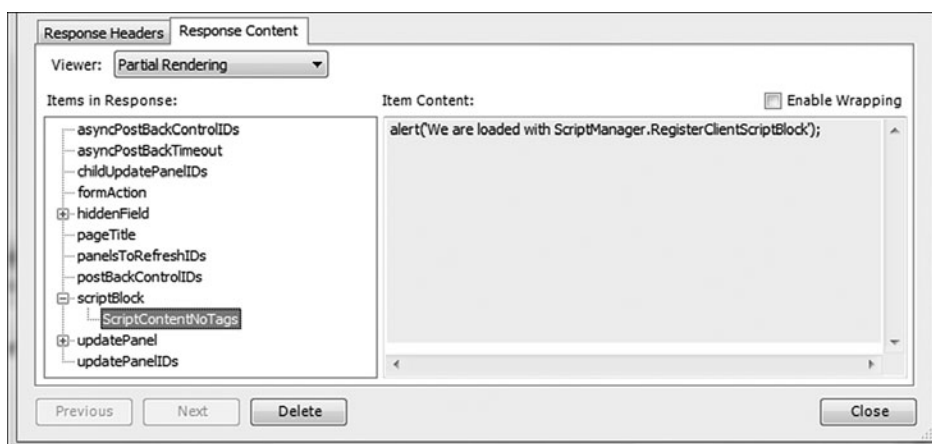 Response Headers Response Content
Viewer: Partial Rendering
Items in Response:
asyncPostBackControlIDs
asyncPostBackTimeout
childUpdatePanelIDs
formAction
hiddenField
pageTitle
panelsToRefreshIDs
postBackControlIDs
scriptBlock
ScriptContentNoTags
updatePanel
updatePanelIDs
Item Content: Enable Wrapping
alert('We are loaded with ScriptManager.RegisterClientScriptBlock');
Previous Next Delete Close